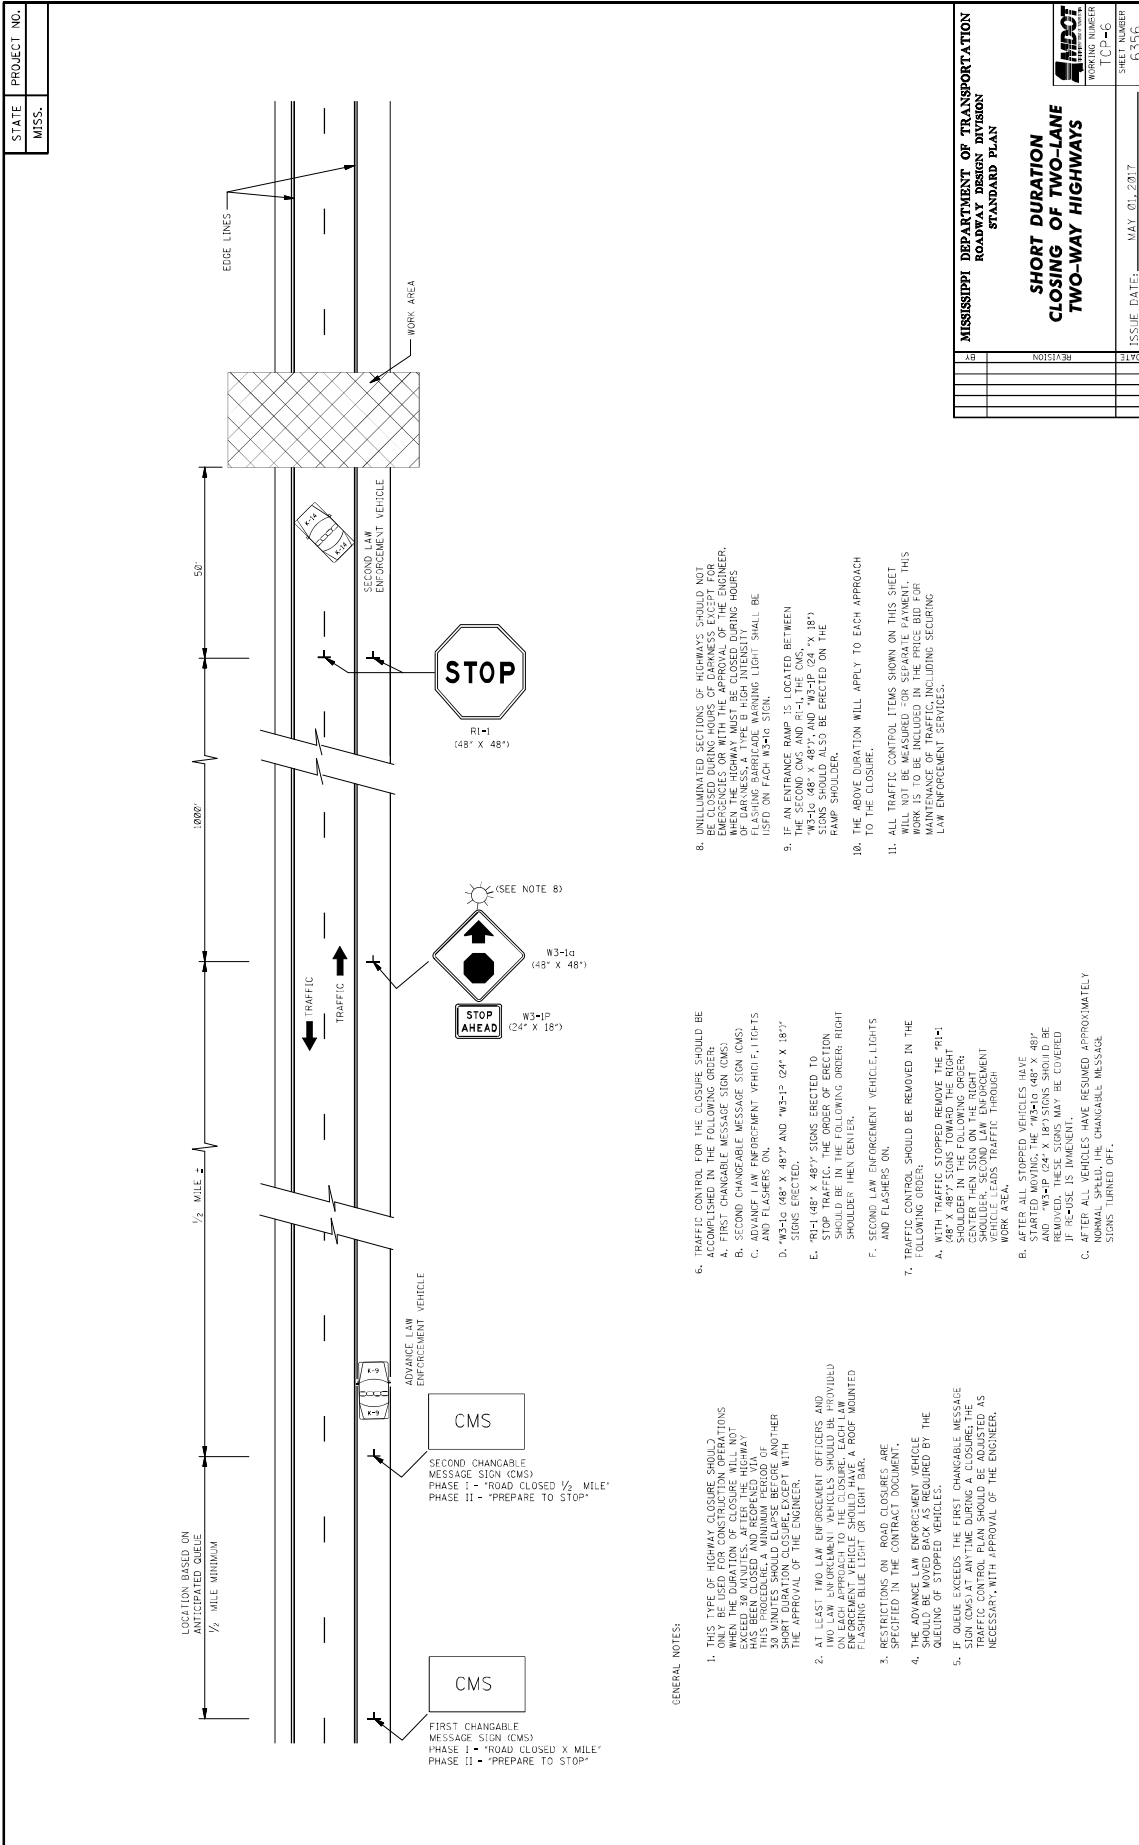 STATE PROJECT NO.
MISS.
LOCATION BASED ON
ANTICIPATED QUEUE
1/2 MILE MINIMUM
1/2 MILE ±
1000'
50'
EDGE LINES
TRAFFIC
TRAFFIC
K-9
K-9
K-14
K-14
ADVANCE LAW
ENFORCEMENT VEHICLE
SECOND LAW
ENFORCEMENT VEHICLE
WORK AREA
CMS
FIRST CHANGABLE
MESSAGE SIGN (CMS)
PHASE I - "ROAD CLOSED X MILE"
PHASE II - "PREPARE TO STOP"
CMS
SECOND CHANGABLE
MESSAGE SIGN (CMS)
PHASE I - "ROAD CLOSED 1/2 MILE"
PHASE II - "PREPARE TO STOP"
STOP
AHEAD
W3-1P
(24" X 18")
W3-1a
(48" X 48")
(SEE NOTE 8)
STOP
R1-1
(48" X 48")
GENERAL NOTES:
1. THIS TYPE OF HIGHWAY CLOSURE SHOULD
ONLY BE USED FOR CONSTRUCTION OPERATIONS
WHEN THE DURATION OF CLOSURE WILL NOT
EXCEED 30 MINUTES. AFTER THE HIGHWAY
HAS BEEN CLOSED AND REOPENED VIA
THIS PROCEDURE, A MINIMUM PERIOD OF
30 MINUTES SHOULD ELAPSE BEFORE ANOTHER
SHORT DURATION CLOSURE, EXCEPT WITH
THE APPROVAL OF THE ENGINEER.
2. AT LEAST TWO LAW ENFORCEMENT OFFICERS AND
TWO LAW ENFORCEMENT VEHICLES SHOULD BE PROVIDED
ON EACH APPROACH TO THE CLOSURE. EACH LAW
ENFORCEMENT VEHICLE SHOULD HAVE A ROOF MOUNTED
FLASHING BLUE LIGHT OR LIGHT BAR.
3. RESTRICTIONS ON ROAD CLOSURES ARE
SPECIFIED IN THE CONTRACT DOCUMENT.
4. THE ADVANCE LAW ENFORCEMENT VEHICLE
SHOULD BE MOVED BACK AS REQUIRED BY THE
QUEUING OF STOPPED VEHICLES.
5. IF QUEUE EXCEEDS THE FIRST CHANGABLE MESSAGE
SIGN (CMS) AT ANYTIME DURING A CLOSURE; THE
TRAFFIC CONTROL PLAN SHOULD BE ADJUSTED AS
NECESSARY, WITH APPROVAL OF THE ENGINEER.
6. TRAFFIC CONTROL FOR THE CLOSURE SHOULD BE
ACCOMPLISHED IN THE FOLLOWING ORDER:
A. FIRST CHANGABLE MESSAGE SIGN (CMS)
B. SECOND CHANGEABLE MESSAGE SIGN (CMS)
C. ADVANCE LAW ENFORCEMENT VEHICLE, LIGHTS
AND FLASHERS ON.
D. "W3-1a (48" X 48")" AND "W3-1P (24" X 18")"
SIGNS ERECTED.
E. "R1-1 (48" X 48")" SIGNS ERECTED TO
STOP TRAFFIC. THE ORDER OF ERECTION
SHOULD BE IN THE FOLLOWING ORDER: RIGHT
SHOULDER THEN CENTER.
F. SECOND LAW ENFORCEMENT VEHICLE, LIGHTS
AND FLASHERS ON.
7. TRAFFIC CONTROL SHOULD BE REMOVED IN THE
FOLLOWING ORDER:
A. WITH TRAFFIC STOPPED REMOVE THE "R1-1
(48" X 48")" SIGNS TOWARD THE RIGHT
SHOULDER IN THE FOLLOWING ORDER:
CENTER THEN SIGN ON THE RIGHT
SHOULDER. SECOND LAW ENFORCEMENT
VEHICLE LEADS TRAFFIC THROUGH
WORK AREA.
B. AFTER ALL STOPPED VEHICLES HAVE
STARTED MOVING, THE "W3-1a (48" X 48)"
AND "W3-1P (24" X 18") SIGNS SHOULD BE
REMOVED. THESE SIGNS MAY BE COVERED
IF RE-USE IS IMMENENT.
C. AFTER ALL VEHICLES HAVE RESUMED APPROXIMATELY
NORMAL SPEED, THE CHANGABLE MESSAGE
SIGNS TURNED OFF.
8. UNILLUMINATED SECTIONS OF HIGHWAYS SHOULD NOT
BE CLOSED DURING HOURS OF DARKNESS EXCEPT FOR
EMERGENCIES OR WITH THE APPROVAL OF THE ENGINEER.
WHEN THE HIGHWAY MUST BE CLOSED DURING HOURS
OF DARKNESS, A TYPE B HIGH INTENSITY
FLASHING BARRICADE WARNING LIGHT SHALL BE
USED ON EACH W3-1a SIGN.
9. IF AN ENTRANCE RAMP IS LOCATED BETWEEN
THE SECOND CMS AND R1-1, THE CMS,
"W3-1a (48" X 48")", AND "W3-1P (24 "X 18")
SIGNS SHOULD ALSO BE ERECTED ON THE
RAMP SHOULDER.
10. THE ABOVE DURATION WILL APPLY TO EACH APPROACH
TO THE CLOSURE.
11. ALL TRAFFIC CONTROL ITEMS SHOWN ON THIS SHEET
WILL NOT BE MEASURED FOR SEPARATE PAYMENT. THIS
WORK IS TO BE INCLUDED IN THE PRICE BID FOR
MAINTENANCE OF TRAFFIC, INCLUDING SECURING
LAW ENFORCEMENT SERVICES.
BY
REVISION
DATE
MISSISSIPPI DEPARTMENT OF TRANSPORTATION
ROADWAY DESIGN DIVISION
STANDARD PLAN
SHORT DURATION
CLOSING OF TWO-LANE
TWO-WAY HIGHWAYS
MDOT
WORKING NUMBER
TCP-6
SHEET NUMBER
6356
ISSUE DATE: MAY 01, 2017